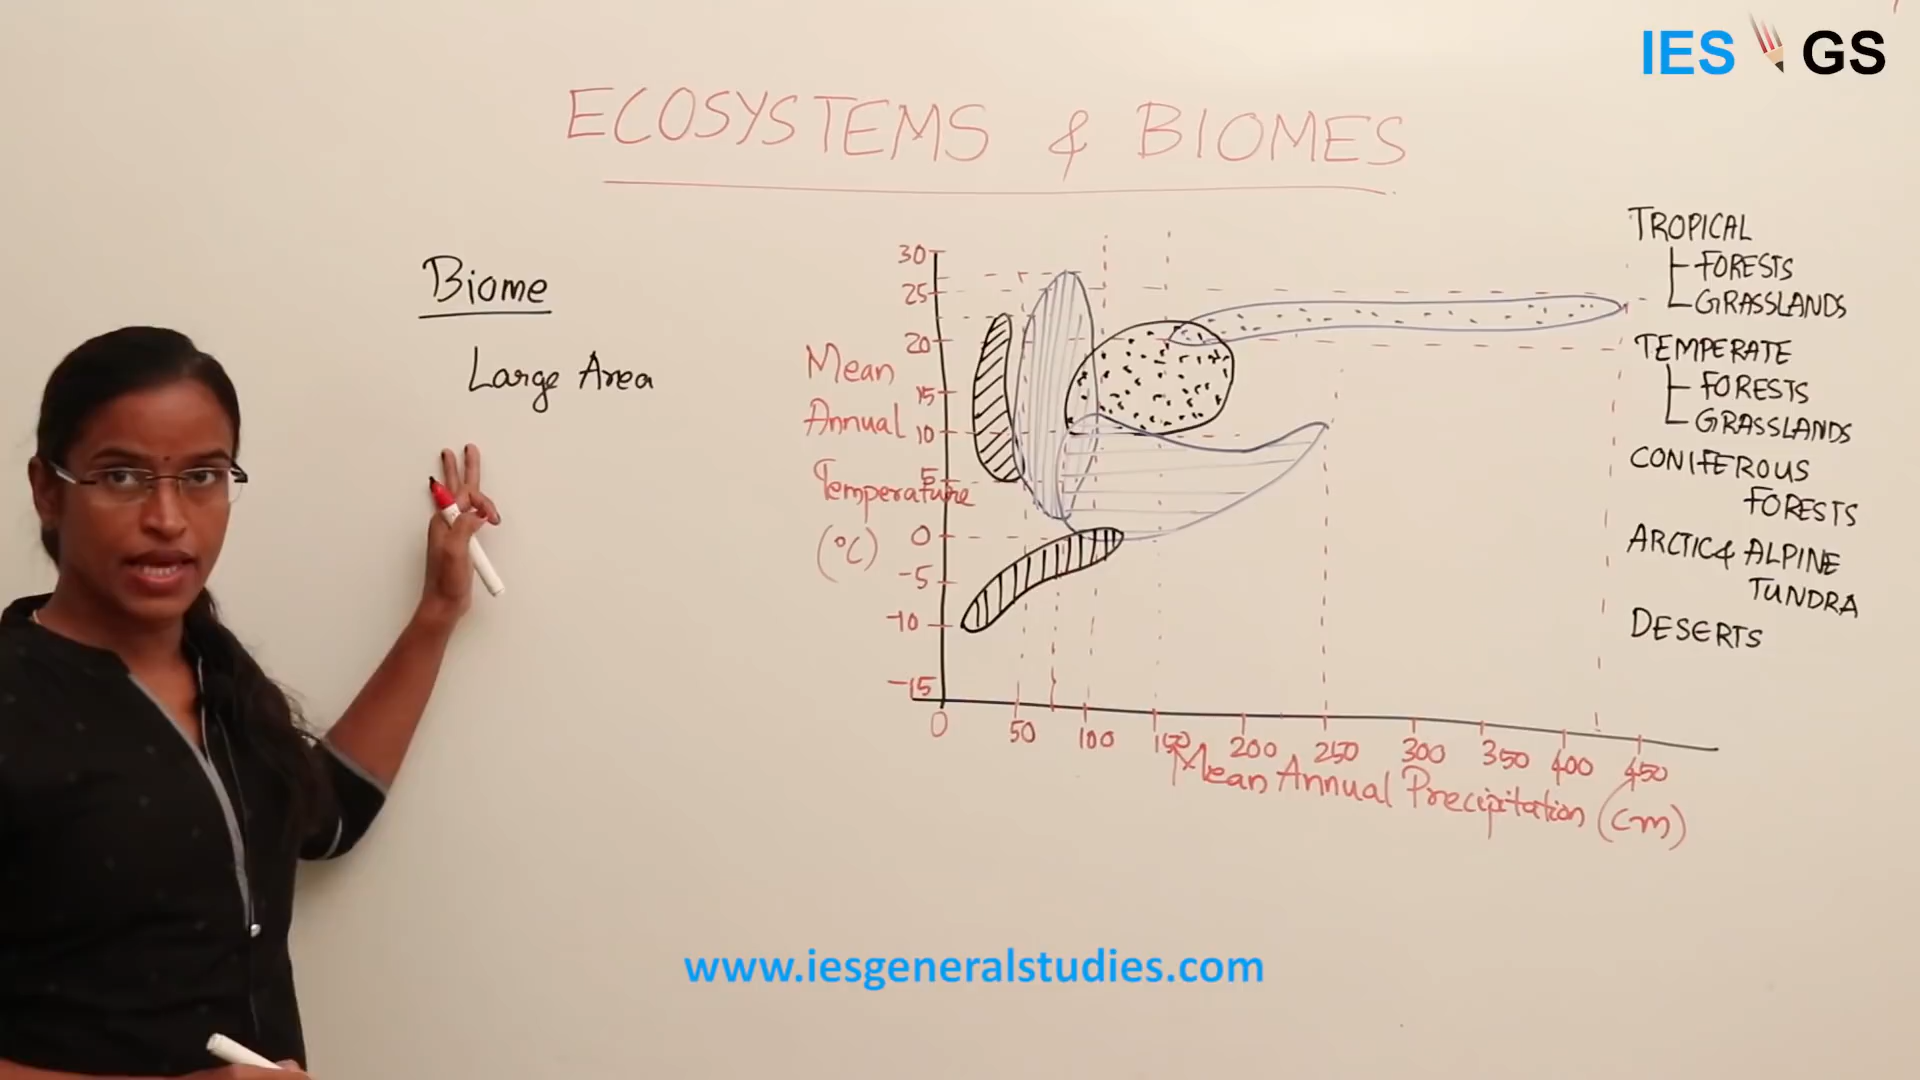 IES GS
ECOSYSTEMS & BIOMES
Biome
Large Area
Mean
Annual
Temperature
(°C)
30
25
20
15
10
5
0
-5
-10
-15
0 50 100 150 200 250 300 350 400 450
Mean Annual Precipitation (cm)
TROPICAL
FORESTS
GRASSLANDS
TEMPERATE
FORESTS
GRASSLANDS
CONIFEROUS
FORESTS
ARCTIC & ALPINE
TUNDRA
DESERTS
www.iesgeneralstudies.com